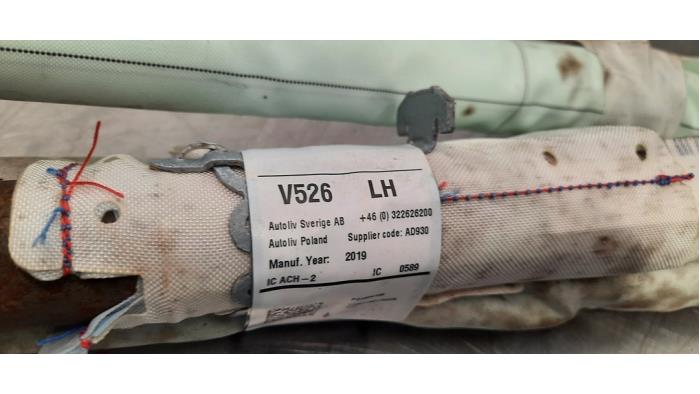 V526 LH
Autoliv Sverige AB +46 (0) 322626200
Autoliv Poland Supplier code: AD930
Manuf. Year: 2019
IC ACH-2 IC 0589